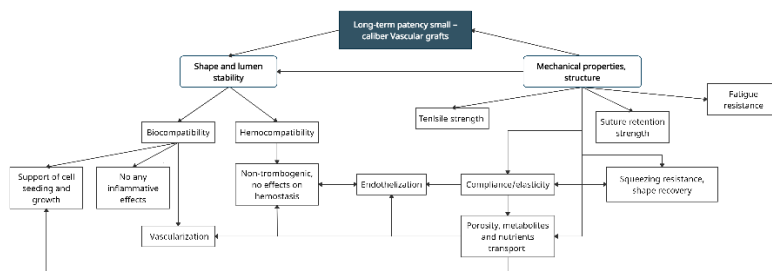 Long-term patency small –
caliber Vascular grafts
Shape and lumen
stability
Mechanical properties,
structure
Fatigue
resistance
Tenlsile strength
Suture retention
strength
Biocompatibility
Hemocompatibility
Support of cell
seeding and
growth
No any
inflammative
effects
Non-trombogenic,
no effects on
hemostasis
Endothelization
Compliance/elasticity
Squeezing resistance,
shape recovery
Vascularization
Porosity, metabolites
and nutrients
transport